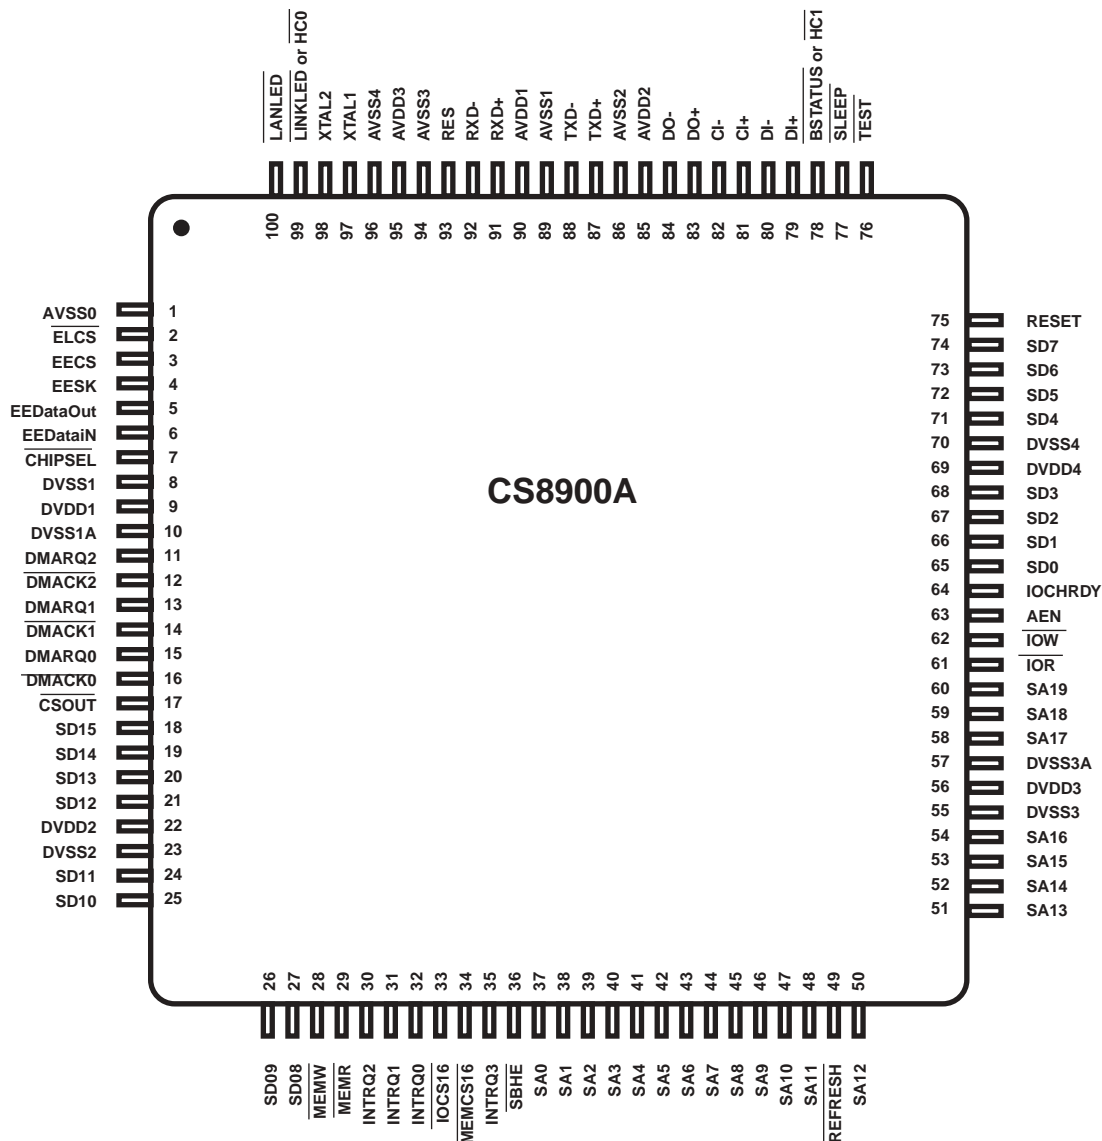 LANLED
LINKLED or HC0
XTAL2
XTAL1
AVSS4
AVDD3
AVSS3
RES
RXD-
RXD+
AVDD1
AVSS1
TXD-
TXD+
AVSS2
AVDD2
DO-
DO+
CI-
CI+
DI-
DI+
BSTATUS or HC1
SLEEP
TEST
100 99 98 97 96 95 94 93 92 91 90 89 88 87 86 85 84 83 82 81 80 79 78 77 76
AVSS0 1
ELCS 2
EECS 3
EESK 4
EEDataOut 5
EEDataiN 6
CHIPSEL 7
DVSS1 8
DVDD1 9
DVSS1A 10
DMARQ2 11
DMACK2 12
DMARQ1 13
DMACK1 14
DMARQ0 15
DMACK0 16
CSOUT 17
SD15 18
SD14 19
SD13 20
SD12 21
DVDD2 22
DVSS2 23
SD11 24
SD10 25
CS8900A
75 RESET
74 SD7
73 SD6
72 SD5
71 SD4
70 DVSS4
69 DVDD4
68 SD3
67 SD2
66 SD1
65 SD0
64 IOCHRDY
63 AEN
62 IOW
61 IOR
60 SA19
59 SA18
58 SA17
57 DVSS3A
56 DVDD3
55 DVSS3
54 SA16
53 SA15
52 SA14
51 SA13
26 27 28 29 30 31 32 33 34 35 36 37 38 39 40 41 42 43 44 45 46 47 48 49 50
SD09
SD08
MEMW
MEMR
INTRQ2
INTRQ1
INTRQ0
IOCS16
MEMCS16
INTRQ3
SBHE
SA0
SA1
SA2
SA3
SA4
SA5
SA6
SA7
SA8
SA9
SA10
SA11
REFRESH
SA12